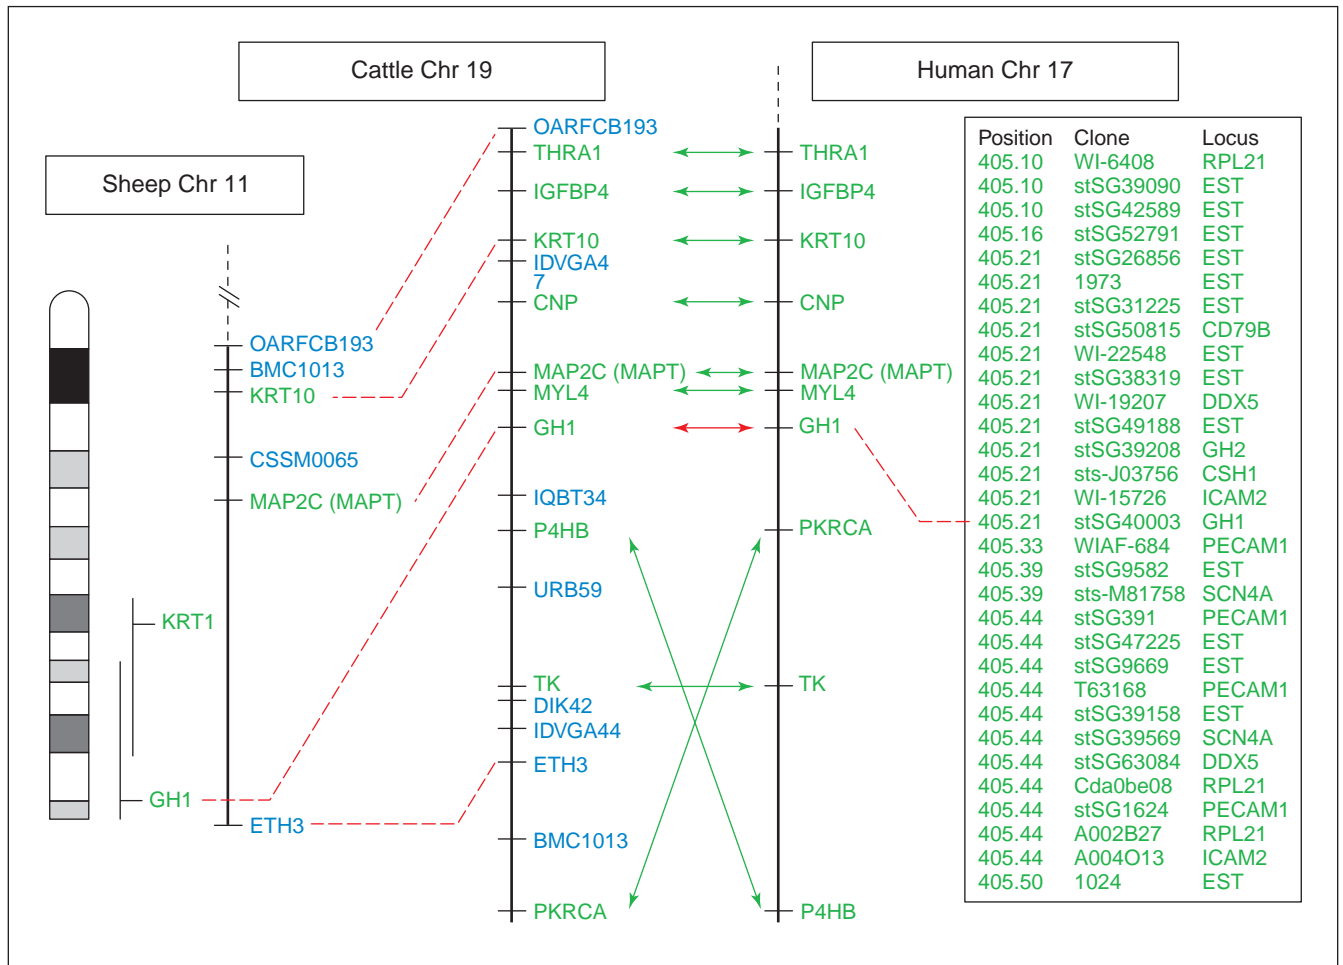 Cattle Chr 19
Human Chr 17
Sheep Chr 11
OARFCB193
BMC1013
KRT10
CSSM0065
MAP2C (MAPT)
KRT1
GH1
ETH3
OARFCB193
THRA1
IGFBP4
KRT10
IDVGA4
7
CNP
MAP2C (MAPT)
MYL4
GH1
IQBT34
P4HB
URB59
TK
DIK42
IDVGA44
ETH3
BMC1013
PKRCA
THRA1
IGFBP4
KRT10
CNP
MAP2C (MAPT)
MYL4
GH1
PKRCA
TK
P4HB
Position Clone Locus
405.10 WI-6408 RPL21
405.10 stSG39090 EST
405.10 stSG42589 EST
405.16 stSG52791 EST
405.21 stSG26856 EST
405.21 1973 EST
405.21 stSG31225 EST
405.21 stSG50815 CD79B
405.21 WI-22548 EST
405.21 stSG38319 EST
405.21 WI-19207 DDX5
405.21 stSG49188 EST
405.21 stSG39208 GH2
405.21 sts-J03756 CSH1
405.21 WI-15726 ICAM2
405.21 stSG40003 GH1
405.33 WIAF-684 PECAM1
405.39 stSG9582 EST
405.39 sts-M81758 SCN4A
405.44 stSG391 PECAM1
405.44 stSG47225 EST
405.44 stSG9669 EST
405.44 T63168 PECAM1
405.44 stSG39158 EST
405.44 stSG39569 SCN4A
405.44 stSG63084 DDX5
405.44 Cda0be08 RPL21
405.44 stSG1624 PECAM1
405.44 A002B27 RPL21
405.44 A004O13 ICAM2
405.50 1024 EST